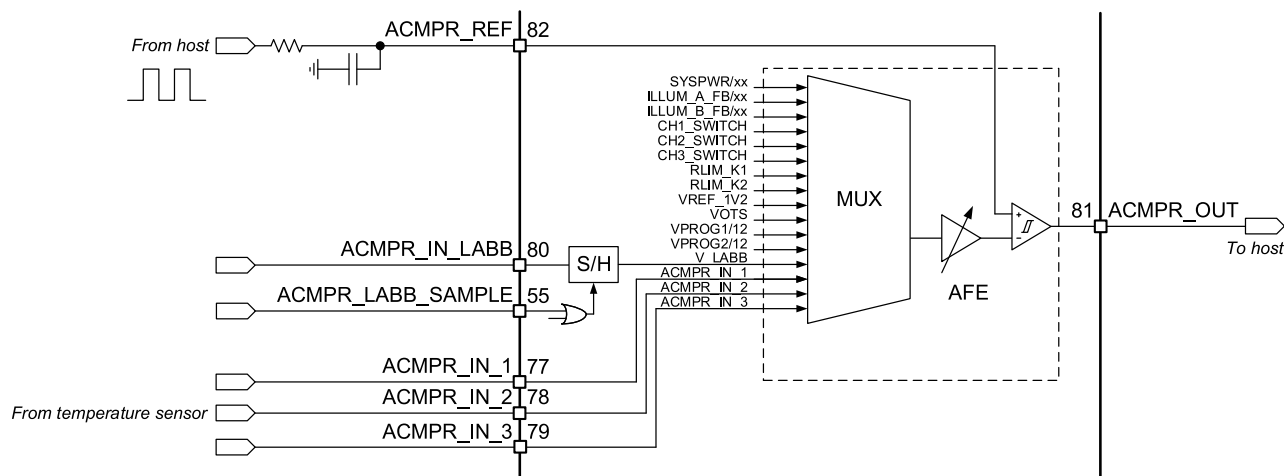 From host
ACMPR_REF 82
SYSPWR/xx
ILLUM_A_FB/xx
ILLUM_B_FB/xx
CH1_SWITCH
CH2_SWITCH
CH3_SWITCH
RLIM_K1
RLIM_K2
VREF_1V2
VOTS
VPROG1/12
VPROG2/12
V_LABB
ACMPR_IN_1
ACMPR_IN_2
ACMPR_IN_3
MUX
AFE
+
−
81 ACMPR_OUT
To host
ACMPR_IN_LABB 80
S/H
ACMPR_LABB_SAMPLE 55
ACMPR_IN_1 77
ACMPR_IN_2 78
From temperature sensor
ACMPR_IN_3 79